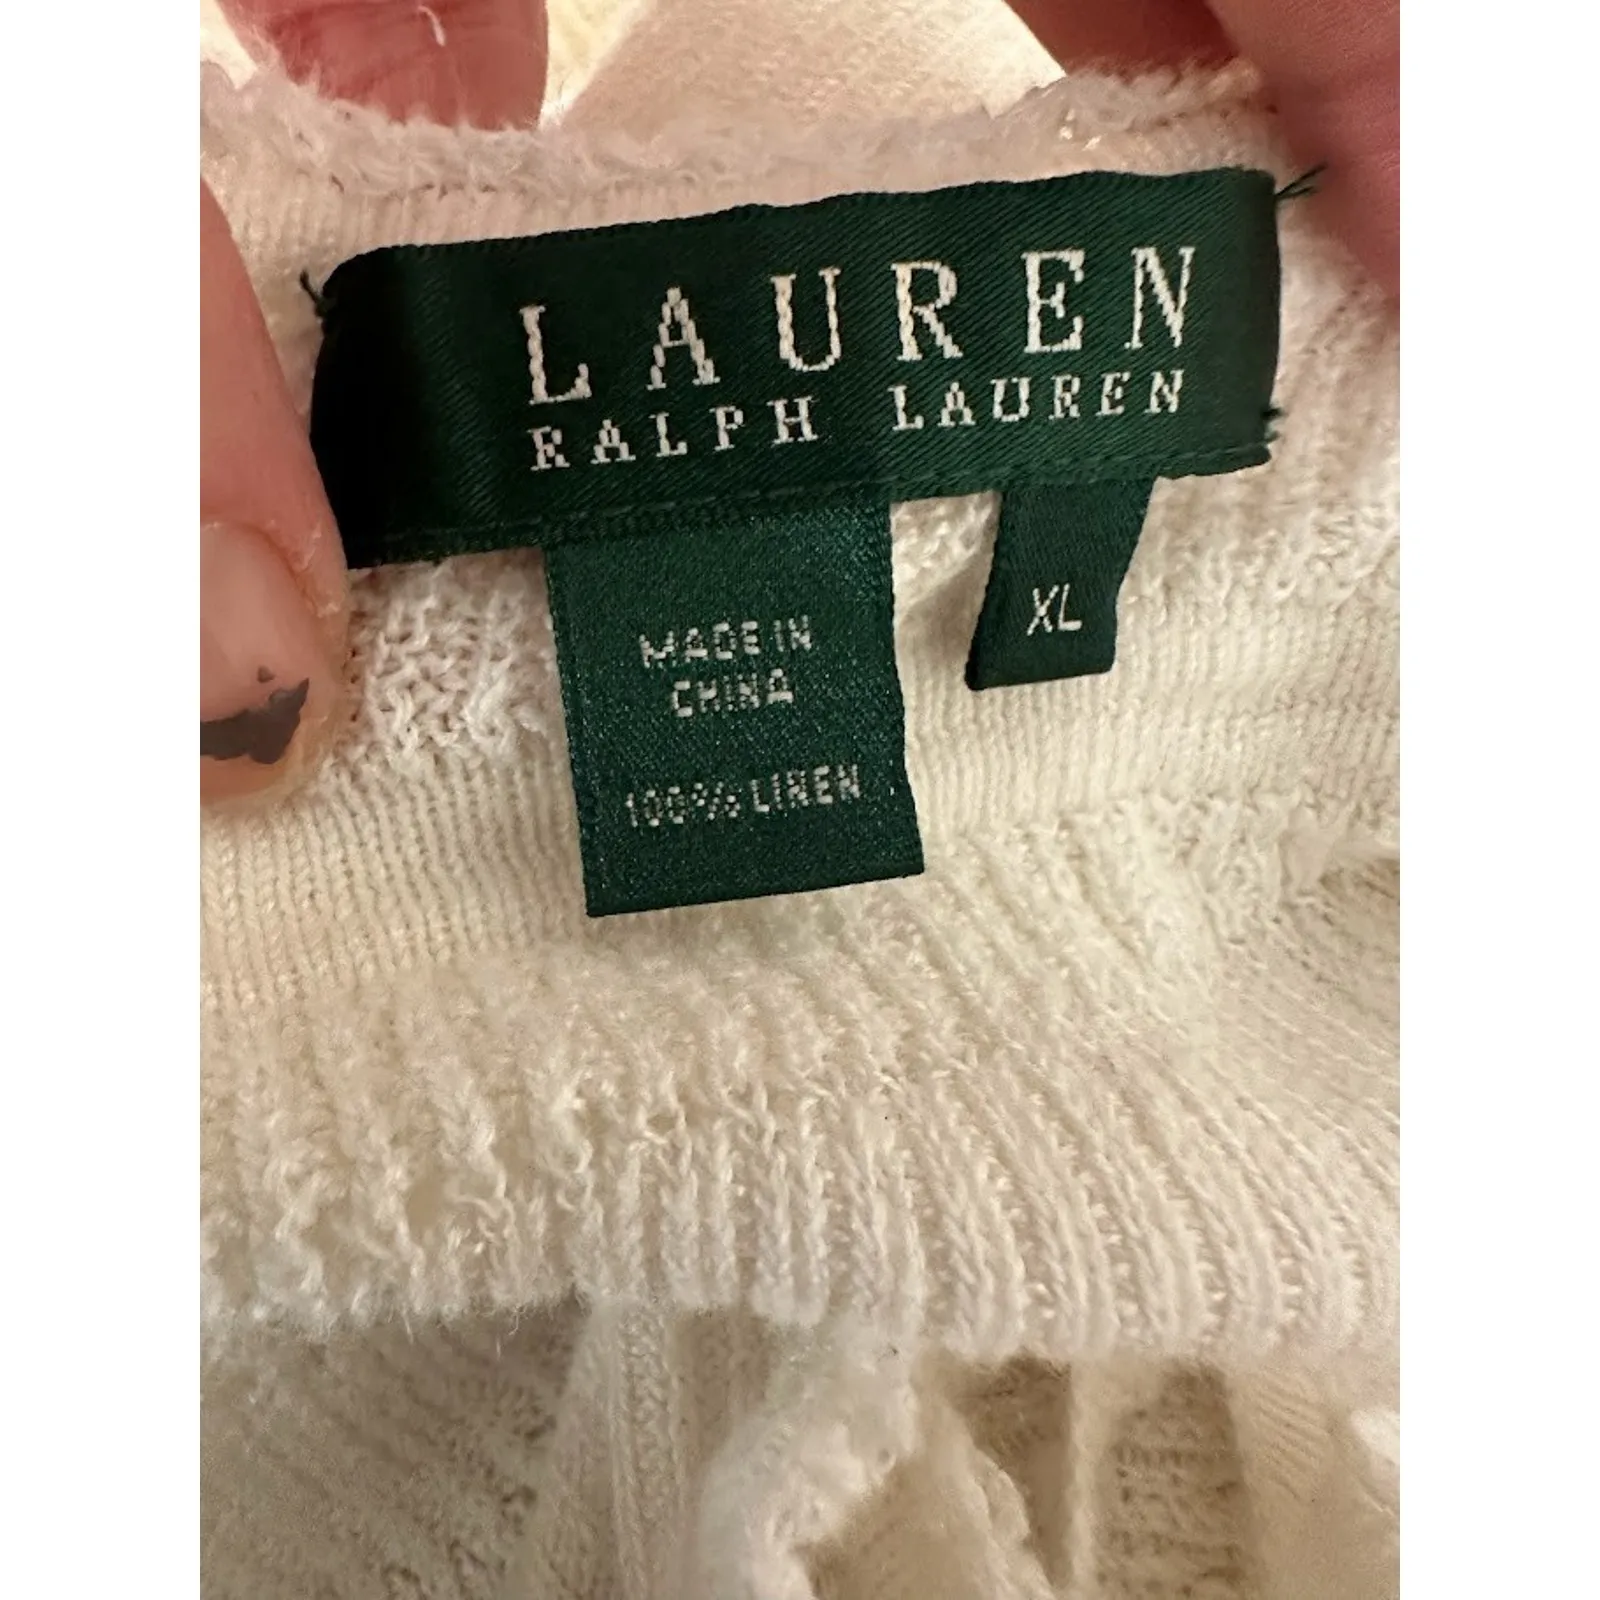 LAUREN
RALPH LAUREN
XL
MADE IN
CHINA
100% LINEN